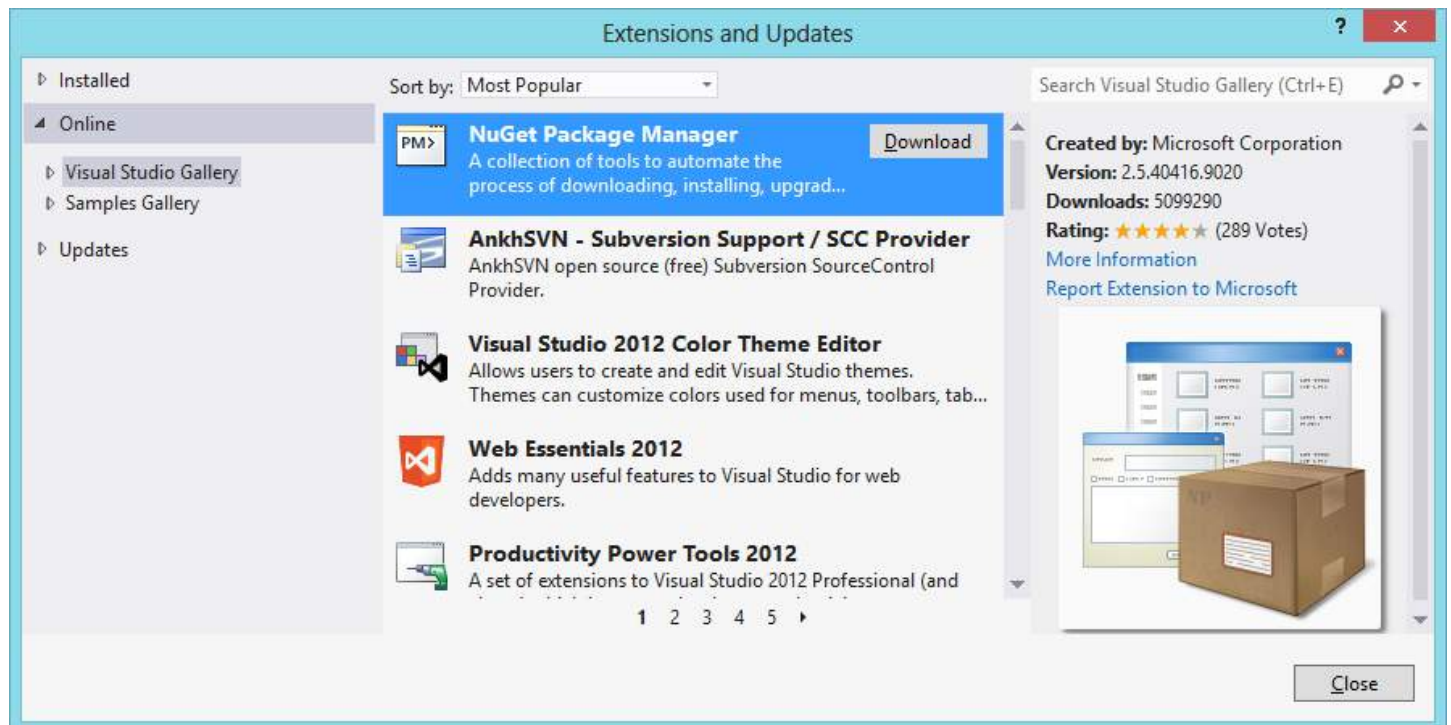 Extensions and Updates
?
Installed
Online
Visual Studio Gallery
Samples Gallery
Updates
Sort by: Most Popular
PM>
NuGet Package Manager
Download
A collection of tools to automate the
process of downloading, installing, upgrad...
AnkhSVN - Subversion Support / SCC Provider
AnkhSVN open source (free) Subversion SourceControl
Provider.
Visual Studio 2012 Color Theme Editor
Allows users to create and edit Visual Studio themes.
Themes can customize colors used for menus, toolbars, tab...
Web Essentials 2012
Adds many useful features to Visual Studio for web
developers.
Productivity Power Tools 2012
A set of extensions to Visual Studio 2012 Professional (and
1 2 3 4 5
Search Visual Studio Gallery (Ctrl+E)
Created by: Microsoft Corporation
Version: 2.5.40416.9020
Downloads: 5099290
Rating: (289 Votes)
More Information
Report Extension to Microsoft
Close